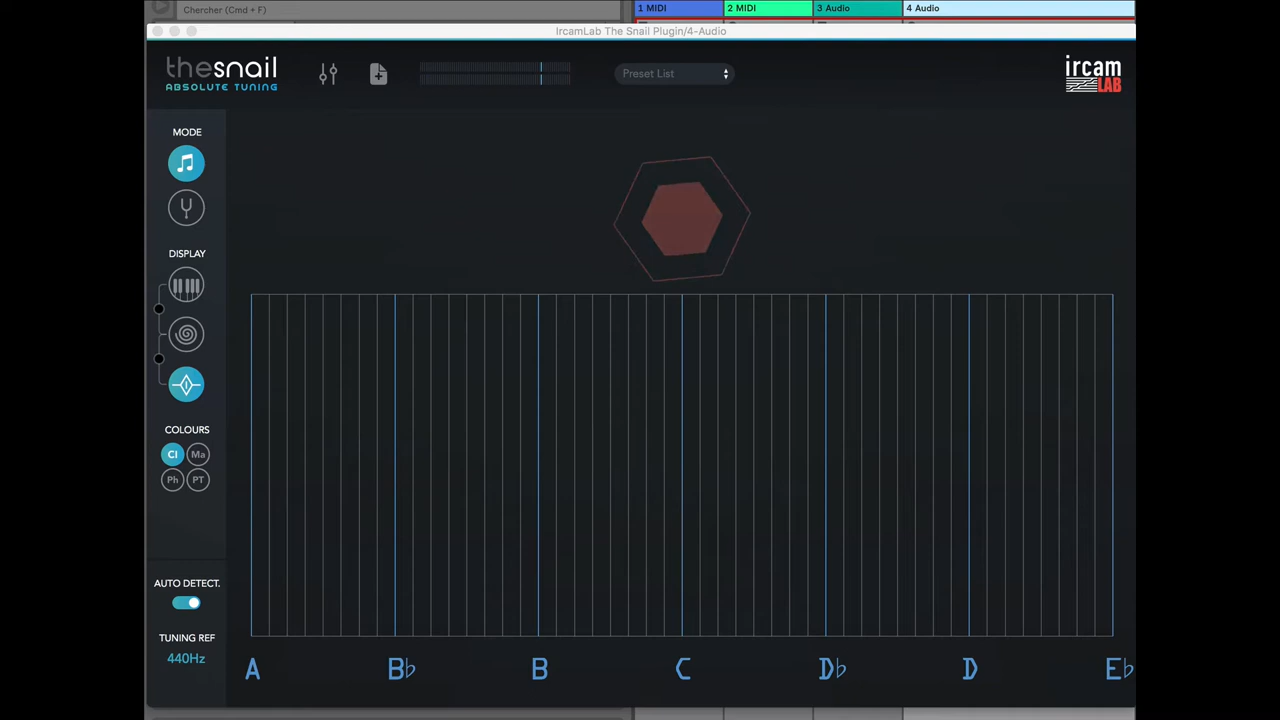 Chercher (Cmd + F)
1 MIDI
2 MIDI
3 Audio
4 Audio
IrcamLab The Snail Plugin/4-Audio
thesnail
ABSOLUTE TUNING
Preset List
ircam
LAB
MODE
DISPLAY
COLOURS
Cl Ma
Ph PT
AUTO DETECT.
TUNING REF
440Hz
A B♭ B C D♭ D E♭